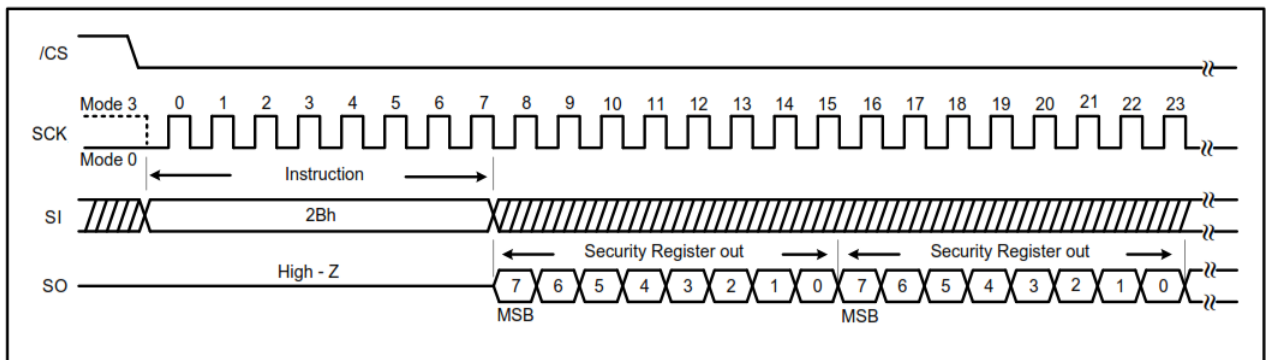 /CS
Mode 3 0 1 2 3 4 5 6 7 8 9 10 11 12 13 14 15 16 17 18 19 20 21 22 23
SCK
Mode 0
Instruction
SI 2Bh
Security Register out Security Register out
High - Z
SO 7 6 5 4 3 2 1 0 7 6 5 4 3 2 1 0
MSB MSB